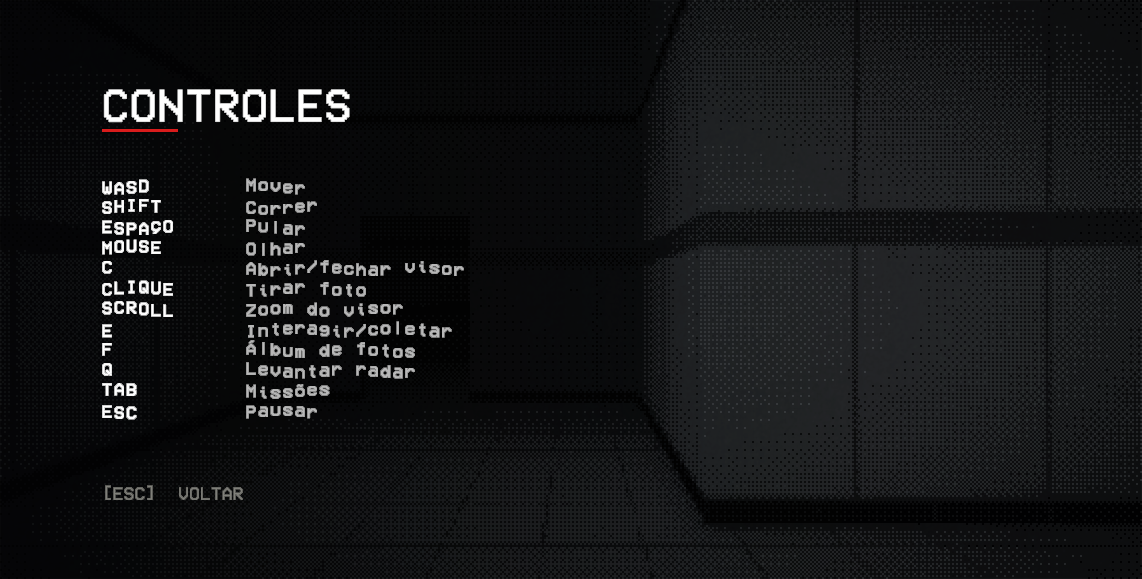 CONTROLES
WASD Mover
SHIFT Correr
ESPAÇO Pular
MOUSE Olhar
C Abrir/fechar visor
CLIQUE Tirar foto
SCROLL Zoom do visor
E Interagir/coletar
F Álbum de fotos
Q Levantar radar
TAB Missões
ESC Pausar
[ESC] VOLTAR